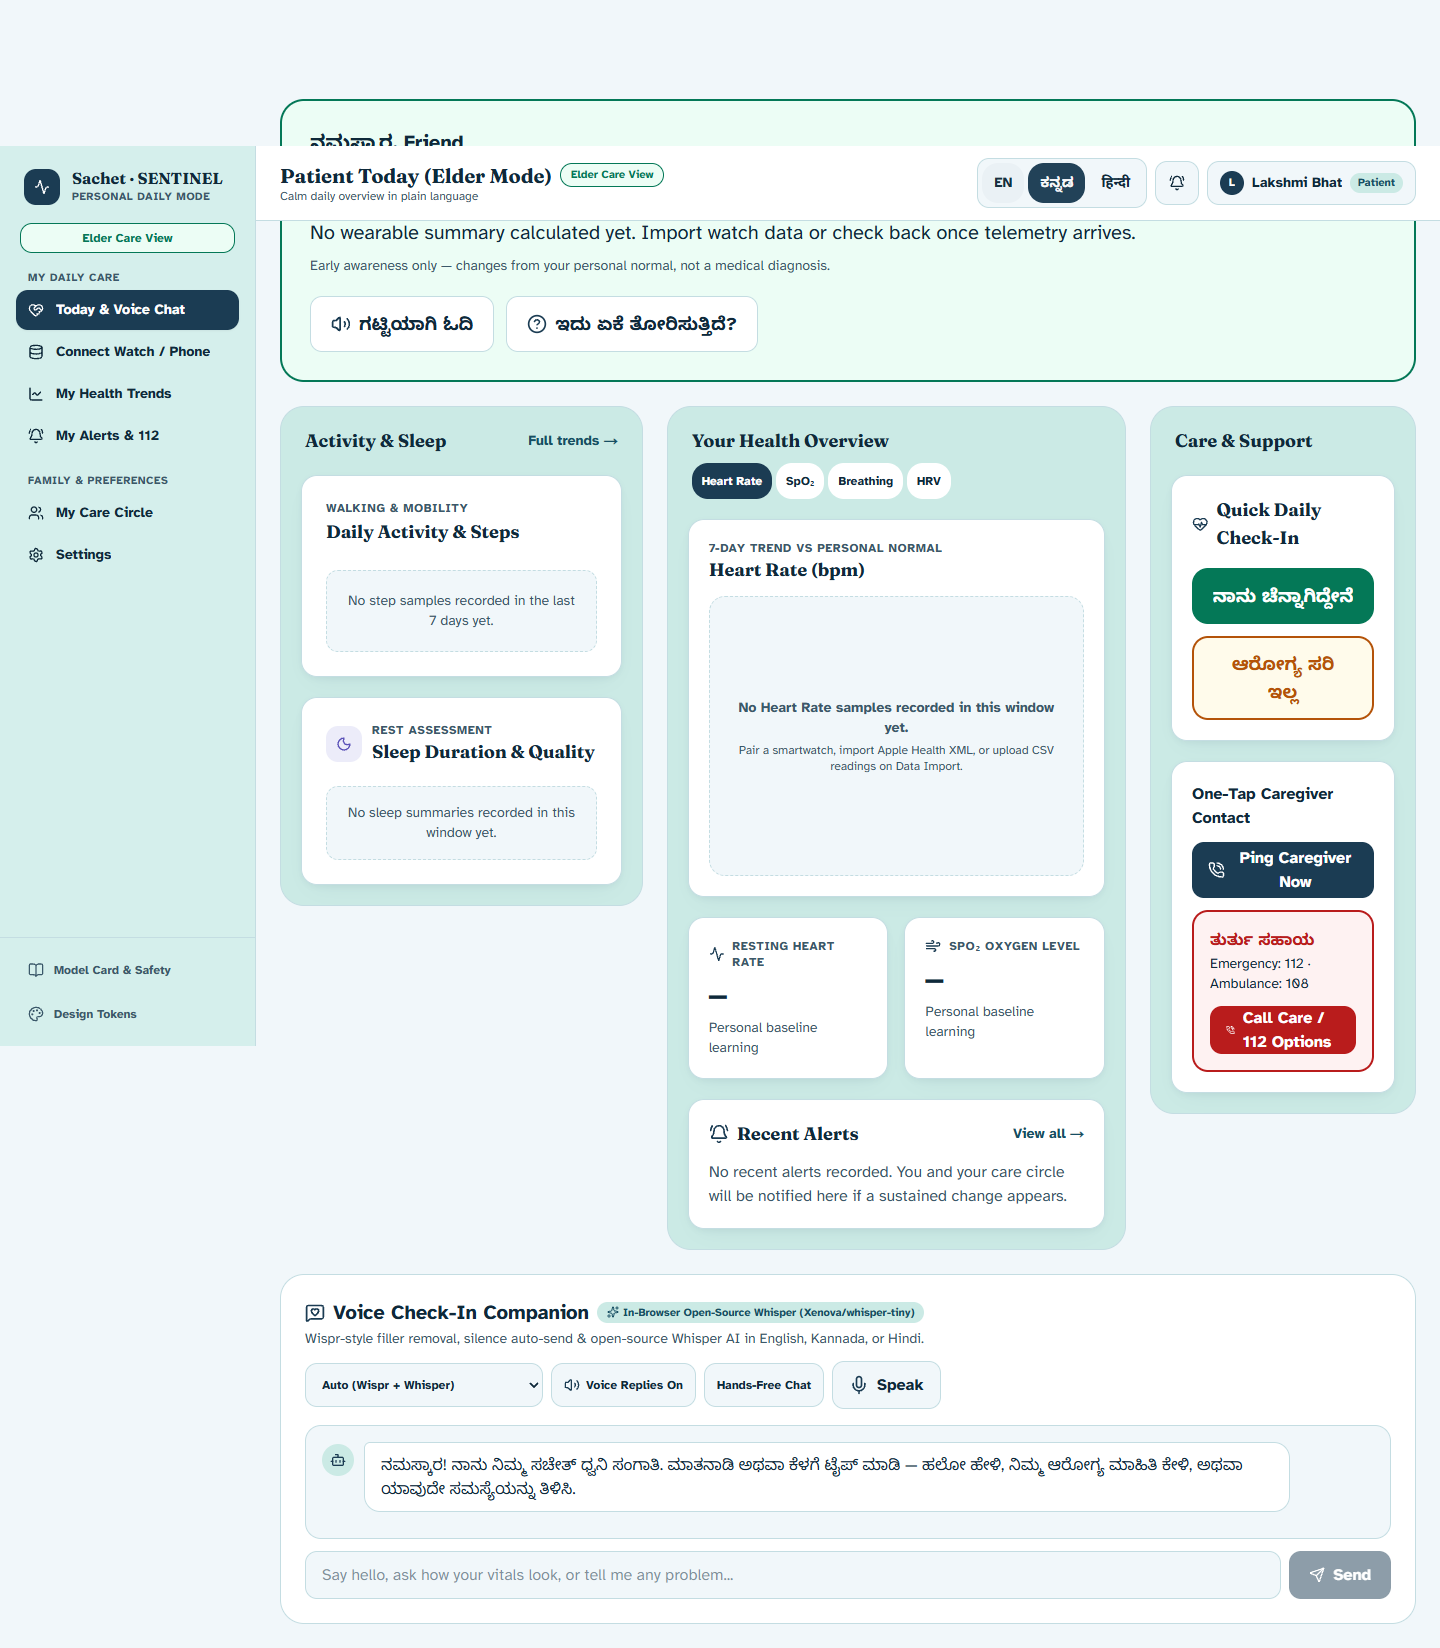 ನಮಸ್ಕಾರ, Friend
Sachet · SENTINEL
PERSONAL DAILY MODE
Elder Care View
MY DAILY CARE
Today & Voice Chat
Connect Watch / Phone
My Health Trends
My Alerts & 112
FAMILY & PREFERENCES
My Care Circle
Settings
Model Card & Safety
Design Tokens
Patient Today (Elder Mode)
Elder Care View
Calm daily overview in plain language
EN
ಕನ್ನಡ
हिन्दी
L
Lakshmi Bhat
Patient
No wearable summary calculated yet. Import watch data or check back once telemetry arrives.
Early awareness only — changes from your personal normal, not a medical diagnosis.
ಗಟ್ಟಿಯಾಗಿ ಓದಿ
ಇದು ಏಕೆ ತೋರಿಸುತ್ತಿದೆ?
Activity & Sleep
Full trends →
WALKING & MOBILITY
Daily Activity & Steps
No step samples recorded in the last
7 days yet.
REST ASSESSMENT
Sleep Duration & Quality
No sleep summaries recorded in this
window yet.
Your Health Overview
Heart Rate
SpO₂
Breathing
HRV
7-DAY TREND VS PERSONAL NORMAL
Heart Rate (bpm)
No Heart Rate samples recorded in this window
yet.
Pair a smartwatch, import Apple Health XML, or upload CSV
readings on Data Import.
RESTING HEART
RATE
—
Personal baseline
learning
SPO₂ OXYGEN LEVEL
—
Personal baseline
learning
Recent Alerts
View all →
No recent alerts recorded. You and your care circle
will be notified here if a sustained change appears.
Care & Support
Quick Daily
Check-In
ನಾನು ಚೆನ್ನಾಗಿದ್ದೇನೆ
ಆರೋಗ್ಯ ಸರಿ
ಇಲ್ಲ
One-Tap Caregiver
Contact
Ping Caregiver
Now
ತುರ್ತು ಸಹಾಯ
Emergency: 112 ·
Ambulance: 108
Call Care /
112 Options
Voice Check-In Companion
In-Browser Open-Source Whisper (Xenova/whisper-tiny)
Wispr-style filler removal, silence auto-send & open-source Whisper AI in English, Kannada, or Hindi.
Auto (Wispr + Whisper)
Voice Replies On
Hands-Free Chat
Speak
ನಮಸ್ಕಾರ! ನಾನು ನಿಮ್ಮ ಸಚೇತ್ ಧ್ವನಿ ಸಂಗಾತಿ. ಮಾತನಾಡಿ ಅಥವಾ ಕೆಳಗೆ ಟೈಪ್ ಮಾಡಿ — ಹಲೋ ಹೇಳಿ, ನಿಮ್ಮ ಆರೋಗ್ಯ ಮಾಹಿತಿ ಕೇಳಿ, ಅಥವಾ
ಯಾವುದೇ ಸಮಸ್ಯೆಯನ್ನು ತಿಳಿಸಿ.
Say hello, ask how your vitals look, or tell me any problem...
Send